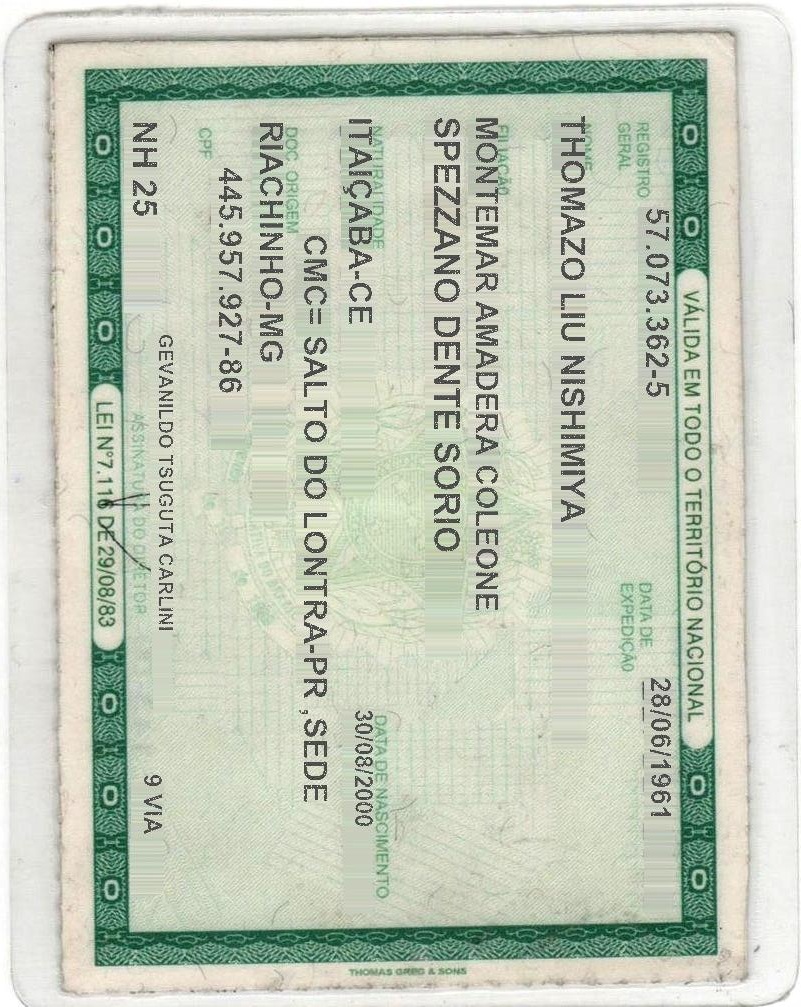 VÁLIDA EM TODO O TERRITÓRIO NACIONAL
REGISTRO GERAL 57.073.362-5 DATA DE EXPEDIÇÃO 28/06/1961
NOME
THOMAZO LIU NISHIMIYA
FILIAÇÃO
MONTEMAR AMADERA COLEONE
SPEZZANO DENTE SORIO
NATURALIDADE DATA DE NASCIMENTO
ITAIÇABA-CE 30/08/2000
DOC. ORIGEM CMC= SALTO DO LONTRA-PR ,SEDE
RIACHINHO-MG
CPF 445.957.927-86
GEVANILDO TSUGUTA CARLINI
NH 25 9 VIA
ASSINATURA DO DIRETOR
LEI Nº 7.116 DE 29/08/83
THOMAS GREG & SONS